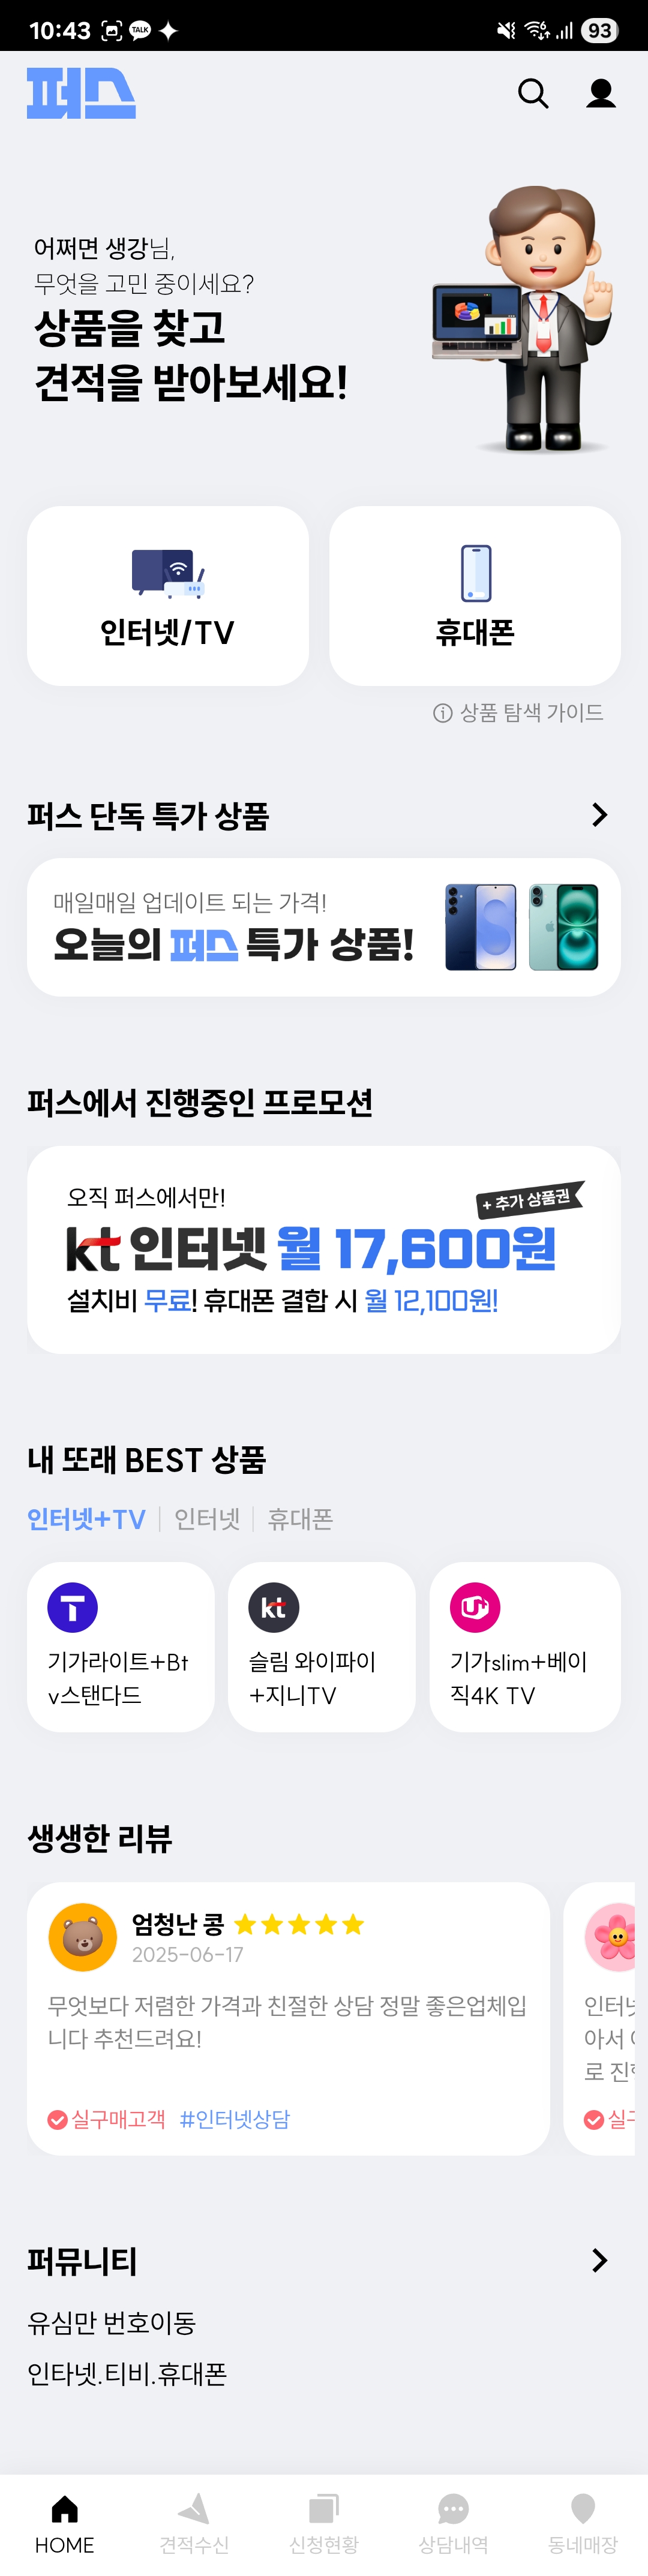 10:43
TALK
93
퍼스
어쩌면 생강님,
무엇을 고민 중이세요?
상품을 찾고
견적을 받아보세요!
인터넷/TV
휴대폰
상품 탐색 가이드
퍼스 단독 특가 상품
매일매일 업데이트 되는 가격!
오늘의 퍼스 특가 상품!
퍼스에서 진행중인 프로모션
오직 퍼스에서만!
+ 추가 상품권
kt 인터넷 월 17,600원
설치비 무료! 휴대폰 결합 시 월 12,100원!
내 또래 BEST 상품
인터넷+TV
인터넷
휴대폰
T
기가라이트+Bt
v스탠다드
kt
슬림 와이파이
+지니TV
U+
기가slim+베이
직4K TV
생생한 리뷰
엄청난 콩
2025-06-17
무엇보다 저렴한 가격과 친절한 상담 정말 좋은업체입
니다 추천드려요!
실구매고객 #인터넷상담
아서
로 진
퍼뮤니티
유심만 번호이동
인타넷.티비.휴대폰
HOME
견적수신
신청현황
상담내역
동네매장